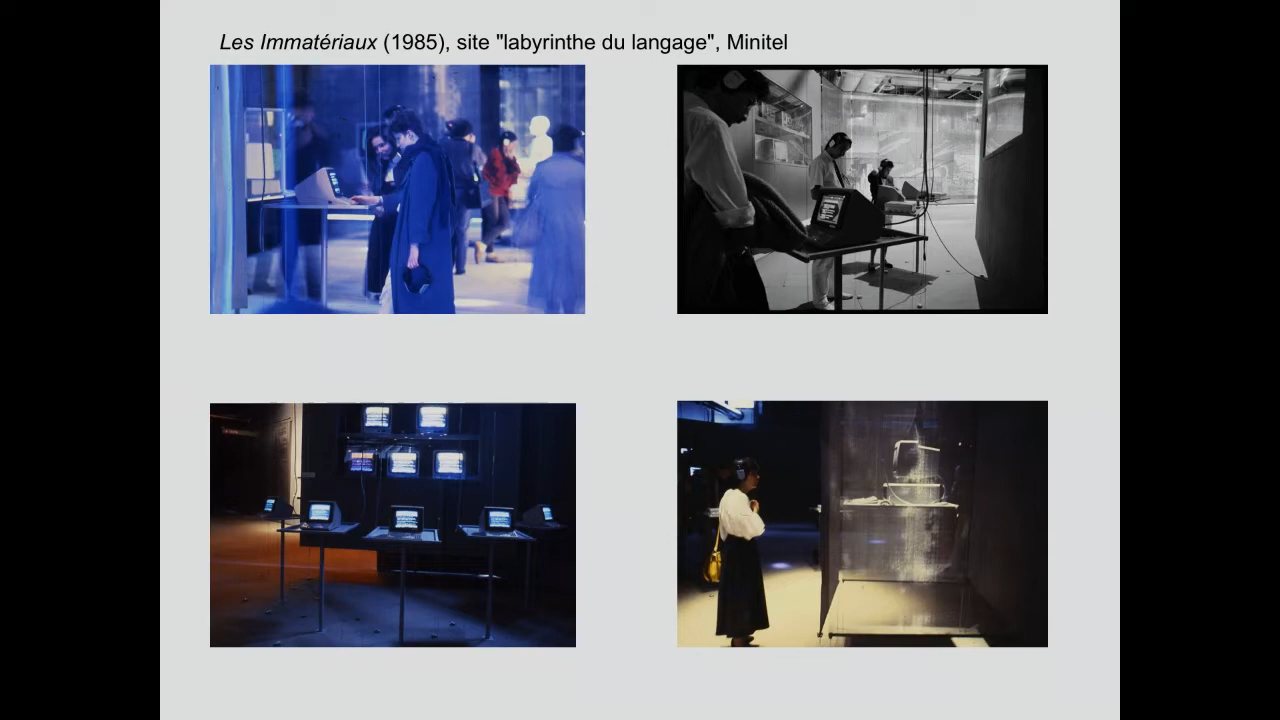 Les Immatériaux (1985), site "labyrinthe du langage", Minitel